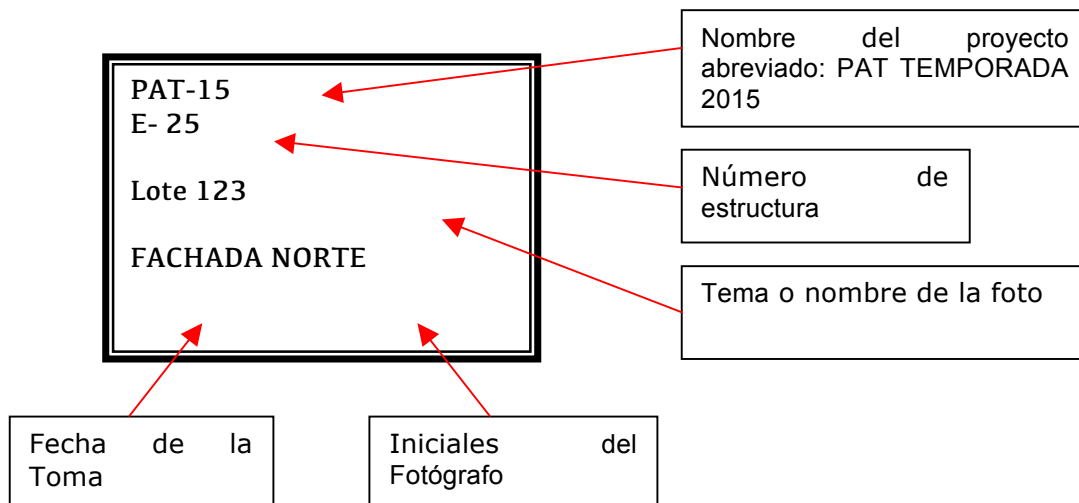 PAT-15
E- 25
Lote 123
FACHADA NORTE
Nombre del proyecto
abreviado: PAT TEMPORADA
2015
Número de
estructura
Tema o nombre de la foto
Fecha de la
Toma
Iniciales del
Fotógrafo